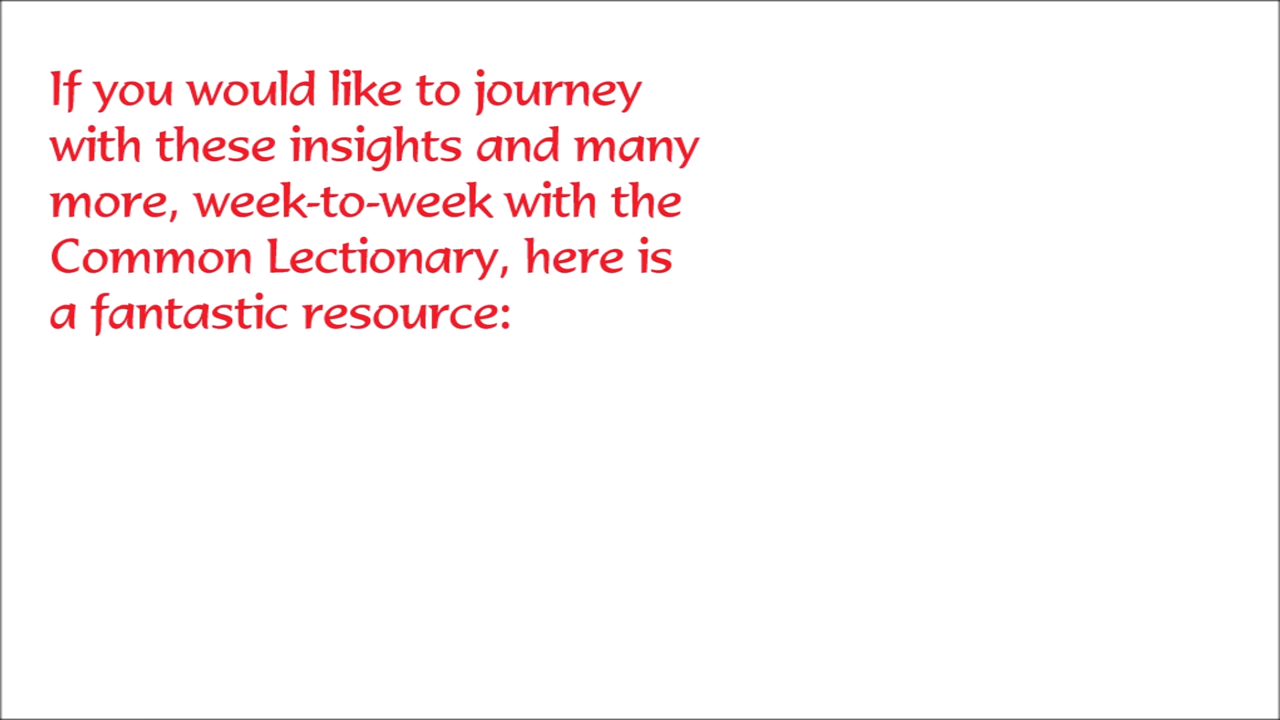 If you would like to journey
with these insights and many
more, week-to-week with the
Common Lectionary, here is
a fantastic resource: